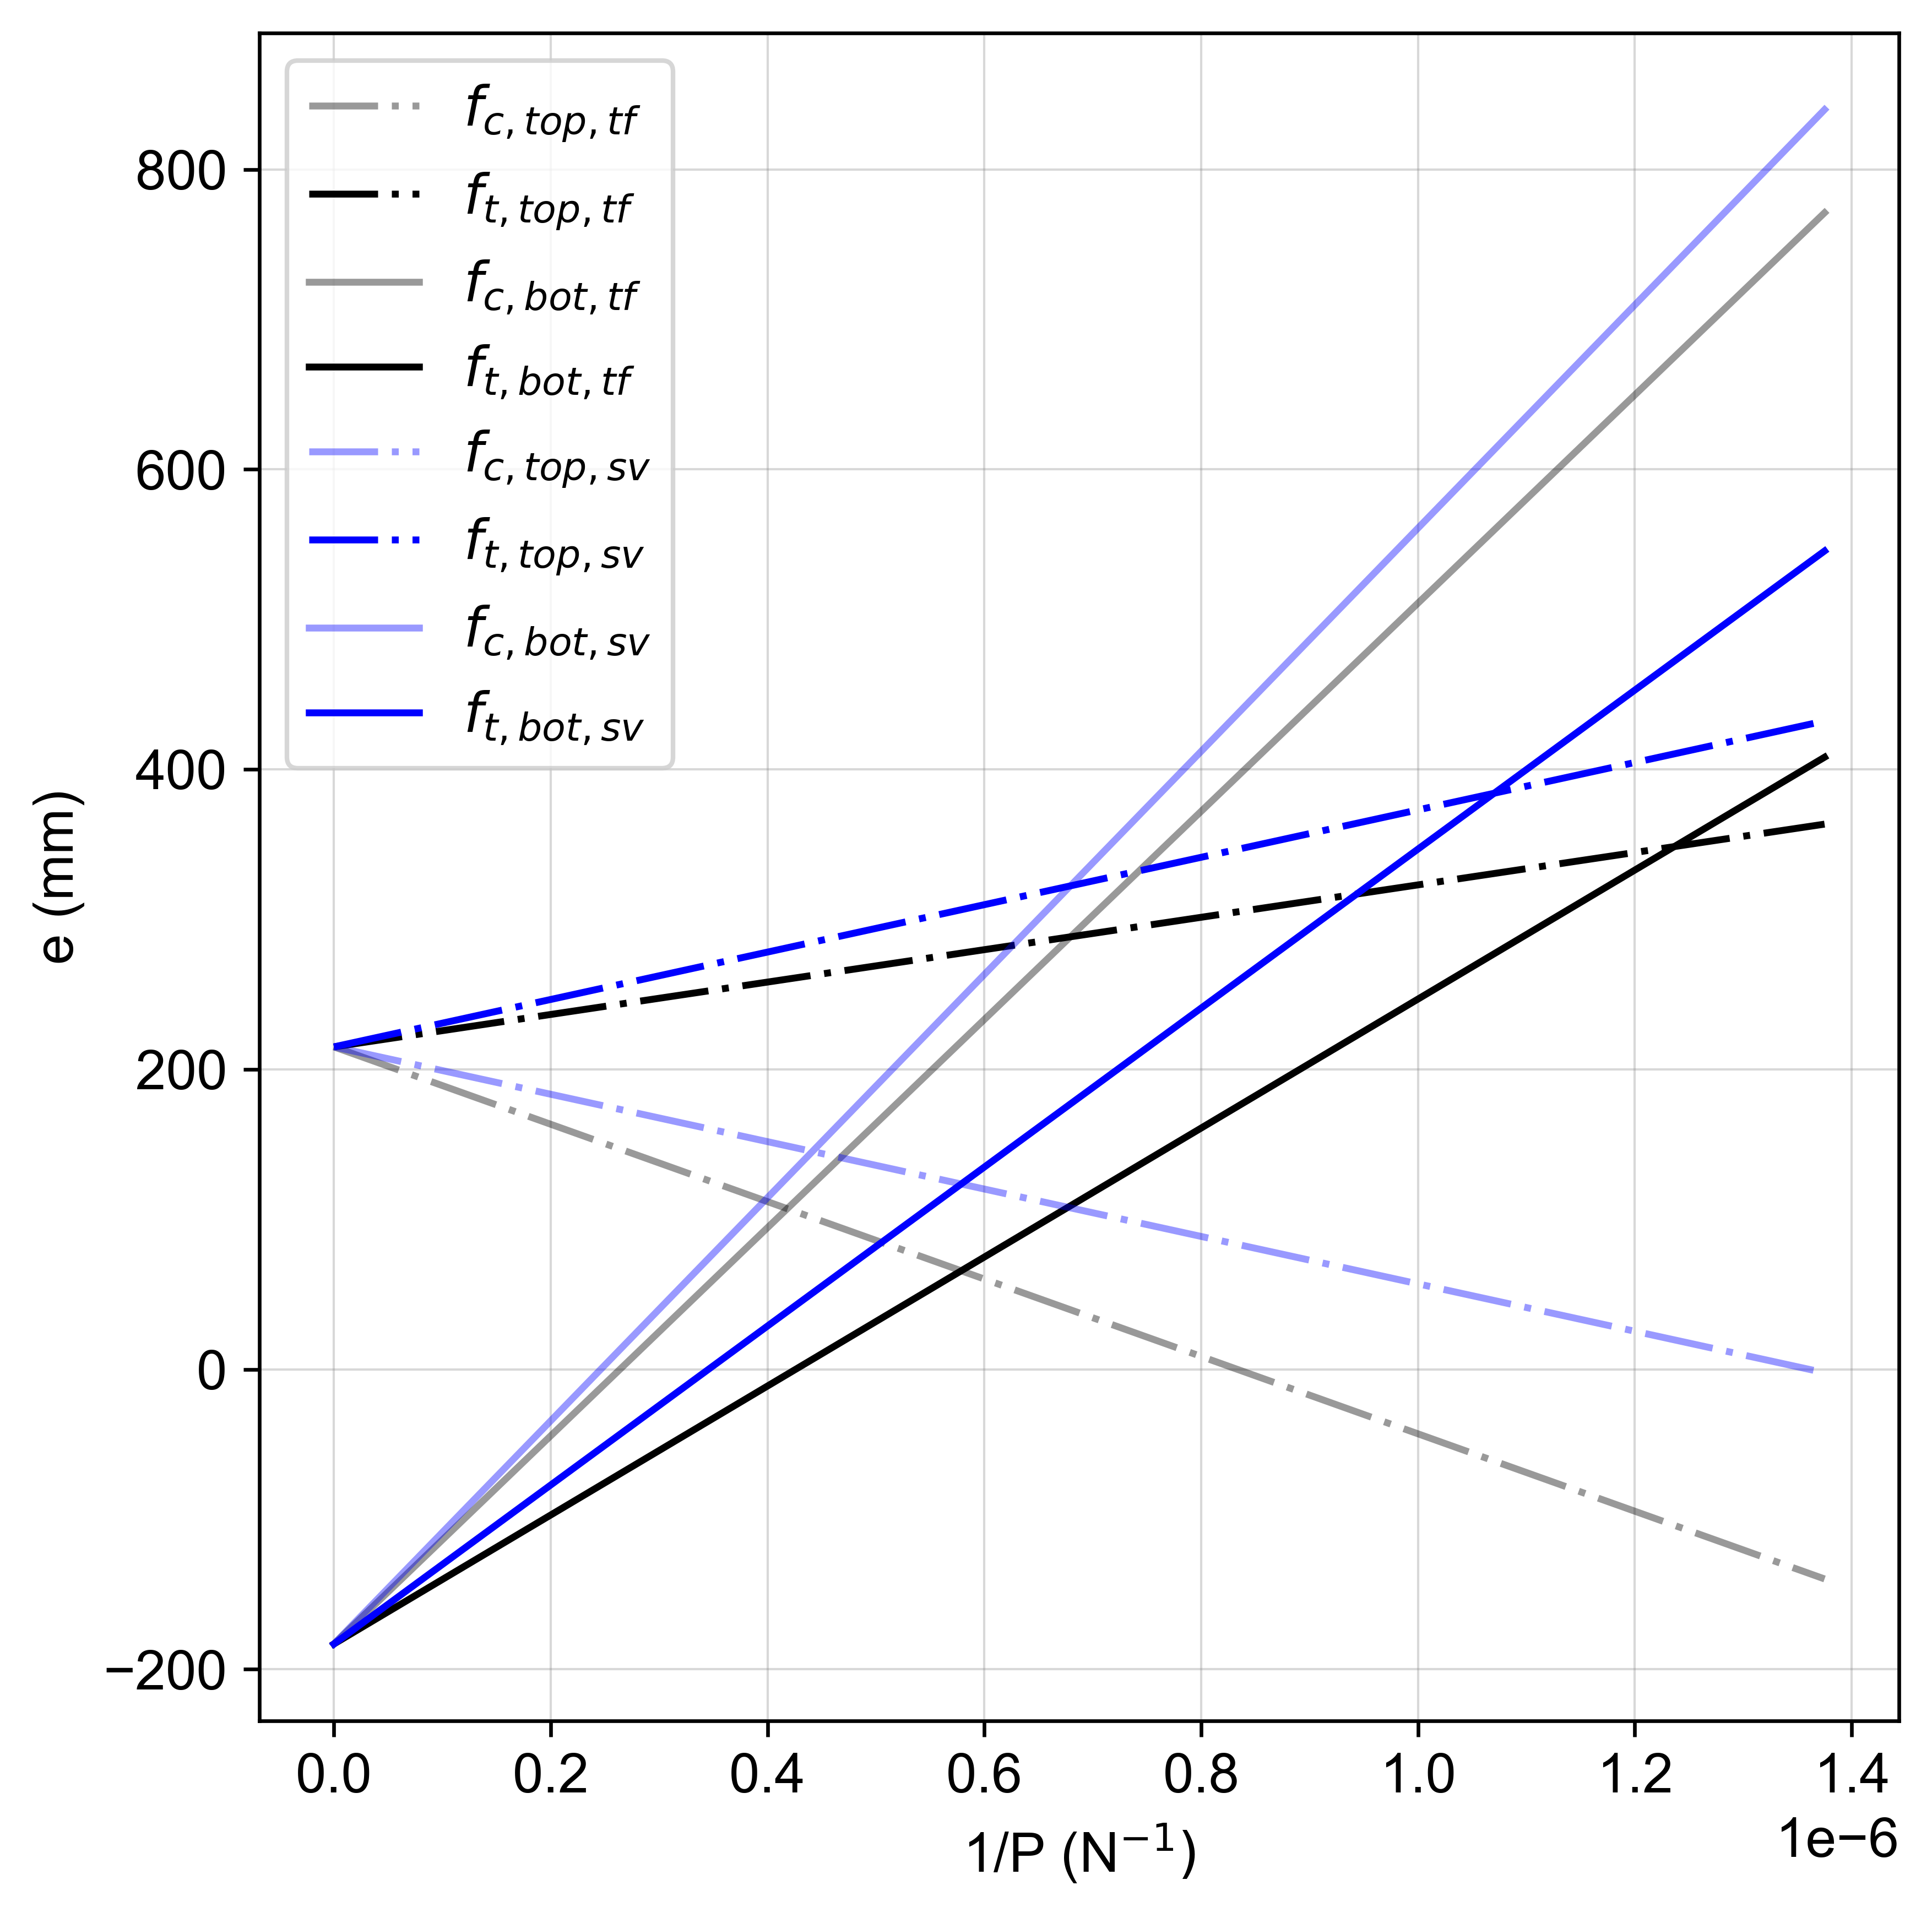 f_{c, top, tf}
f_{t, top, tf}
f_{c, bot, tf}
f_{t, bot, tf}
f_{c, top, sv}
f_{t, top, sv}
f_{c, bot, sv}
f_{t, bot, sv}
800
600
400
200
0
−200
e (mm)
0.0 0.2 0.4 0.6 0.8 1.0 1.2 1.4
1e−6
1/P (N⁻¹)